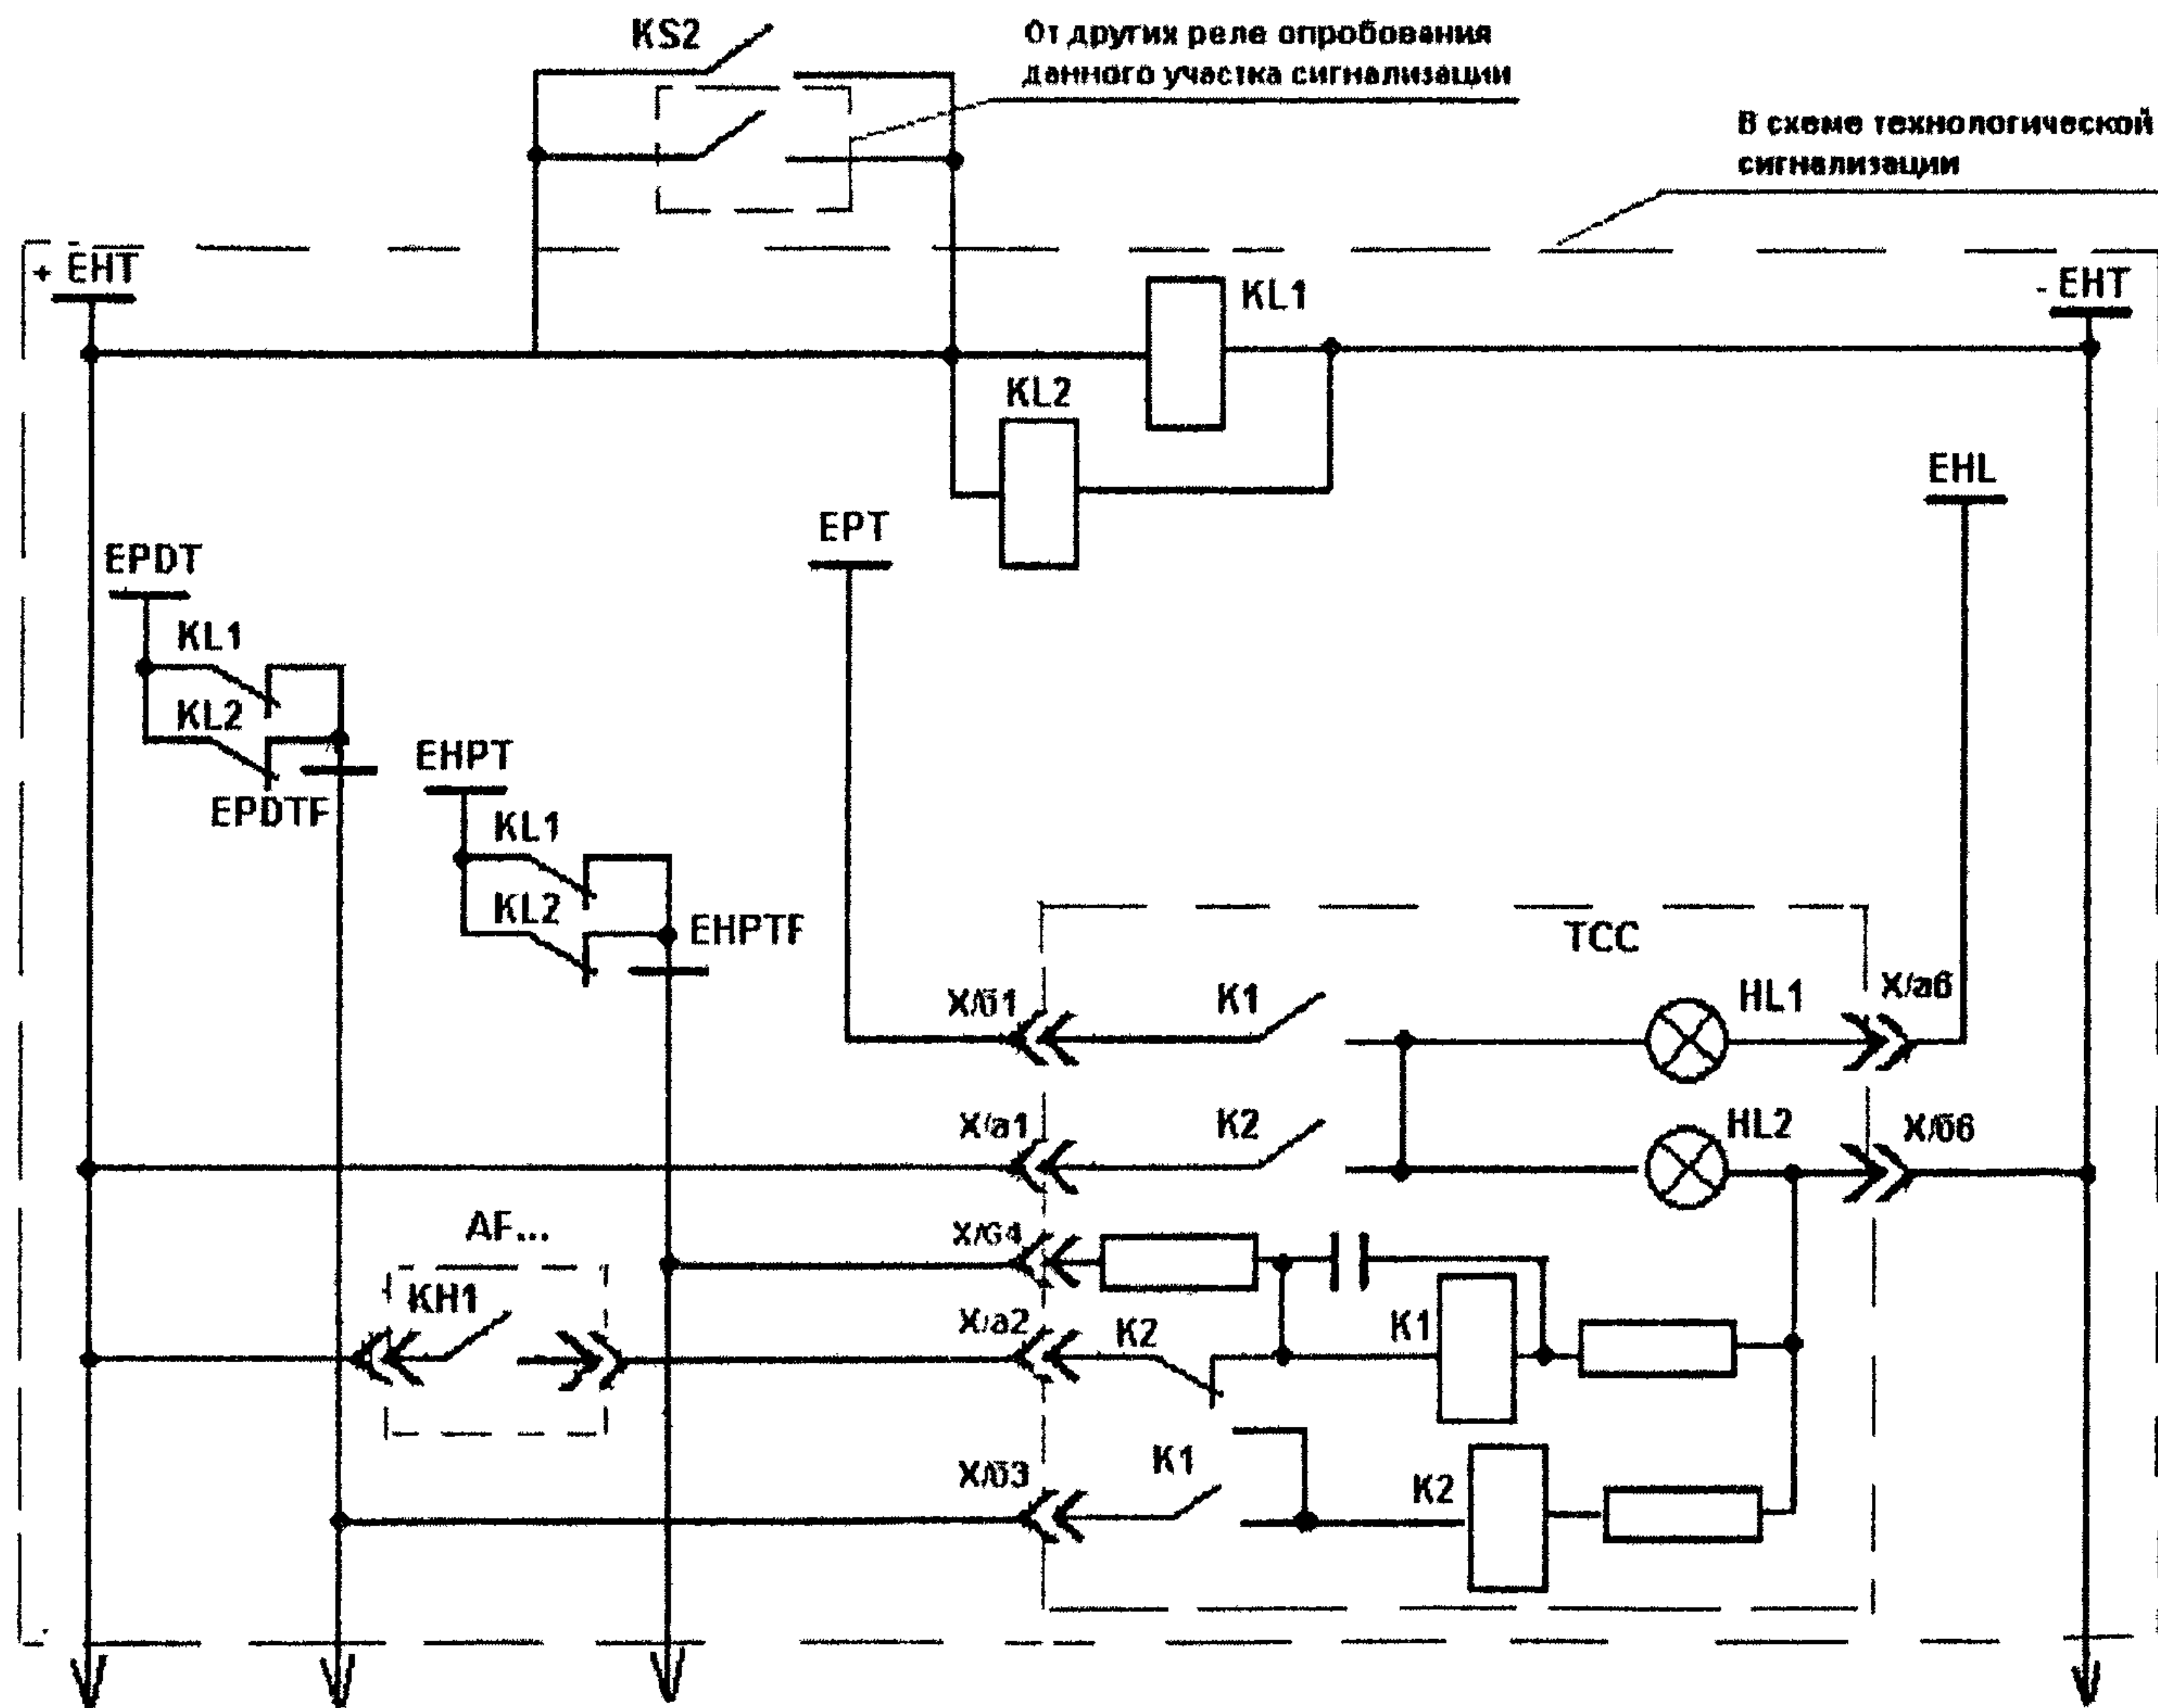 KS2
От других реле опробования
данного участка сигнализации
В схеме технологической
сигнализации
+ EHT
- EHT
KL1
KL2
EHL
EPT
EPDT
KL1
KL2
EPDTF
EHPT
KL1
KL2
EHPTF
TCC
X/б1
K1
HL1
X/а6
X/а1
K2
HL2
X/б6
AF...
KH1
X/б4
X/а2
K2
K1
X/б3
K1
K2